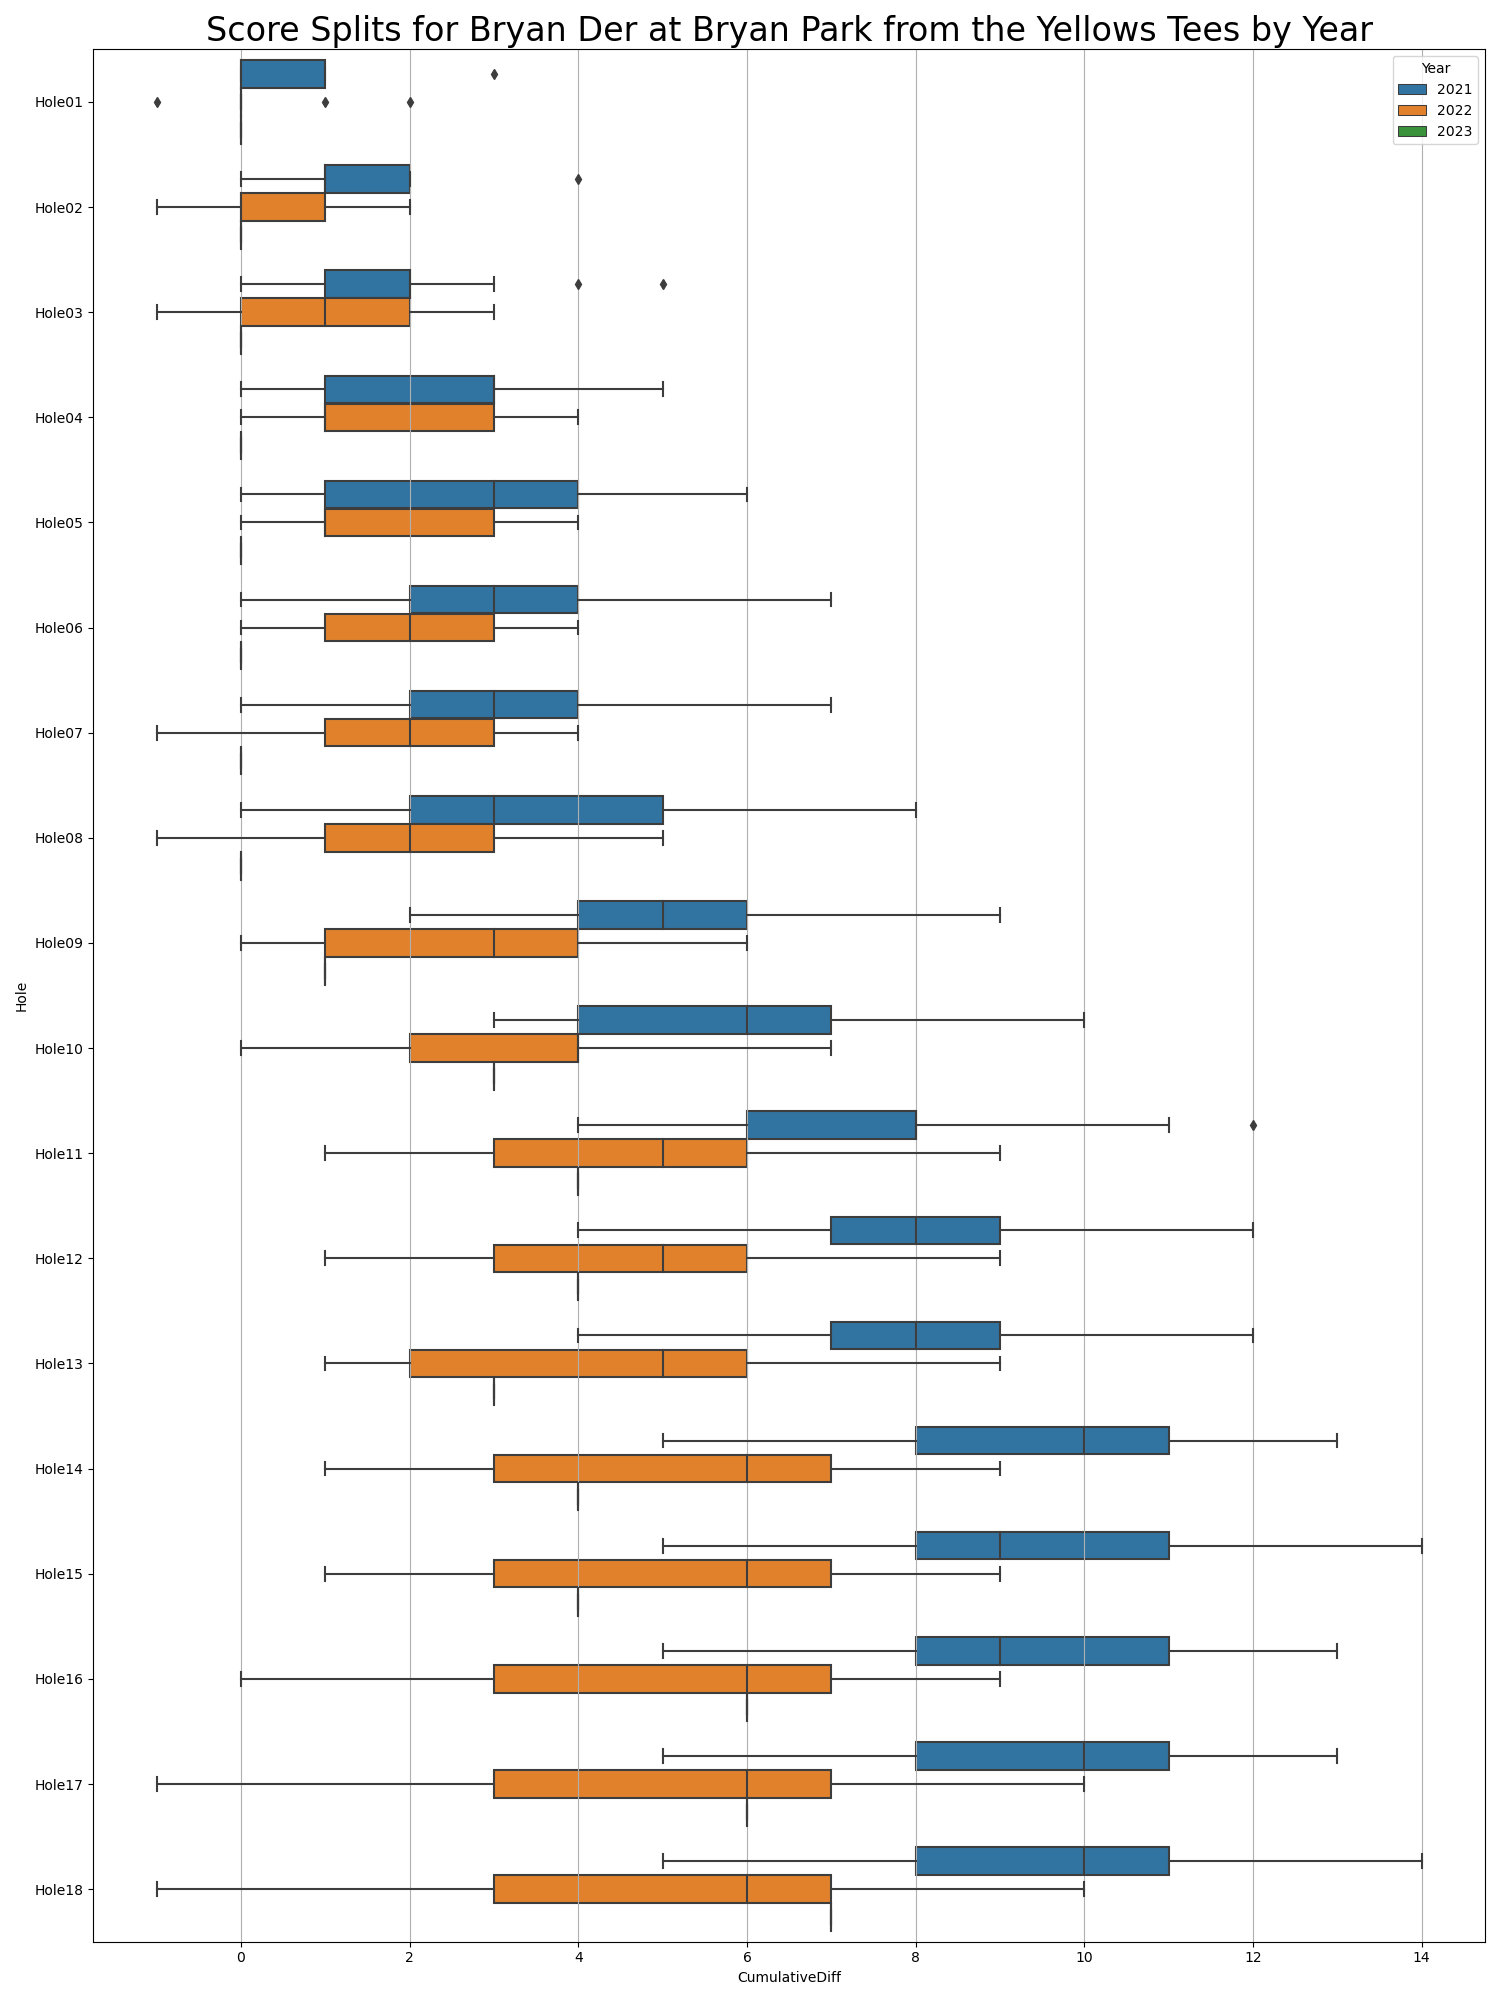 Score Splits for Bryan Der at Bryan Park from the Yellows Tees by Year
Year
2021
2022
2023
Hole01
Hole02
Hole03
Hole04
Hole05
Hole06
Hole07
Hole08
Hole09
Hole10
Hole11
Hole12
Hole13
Hole14
Hole15
Hole16
Hole17
Hole18
Hole
0 2 4 6 8 10 12 14
CumulativeDiff